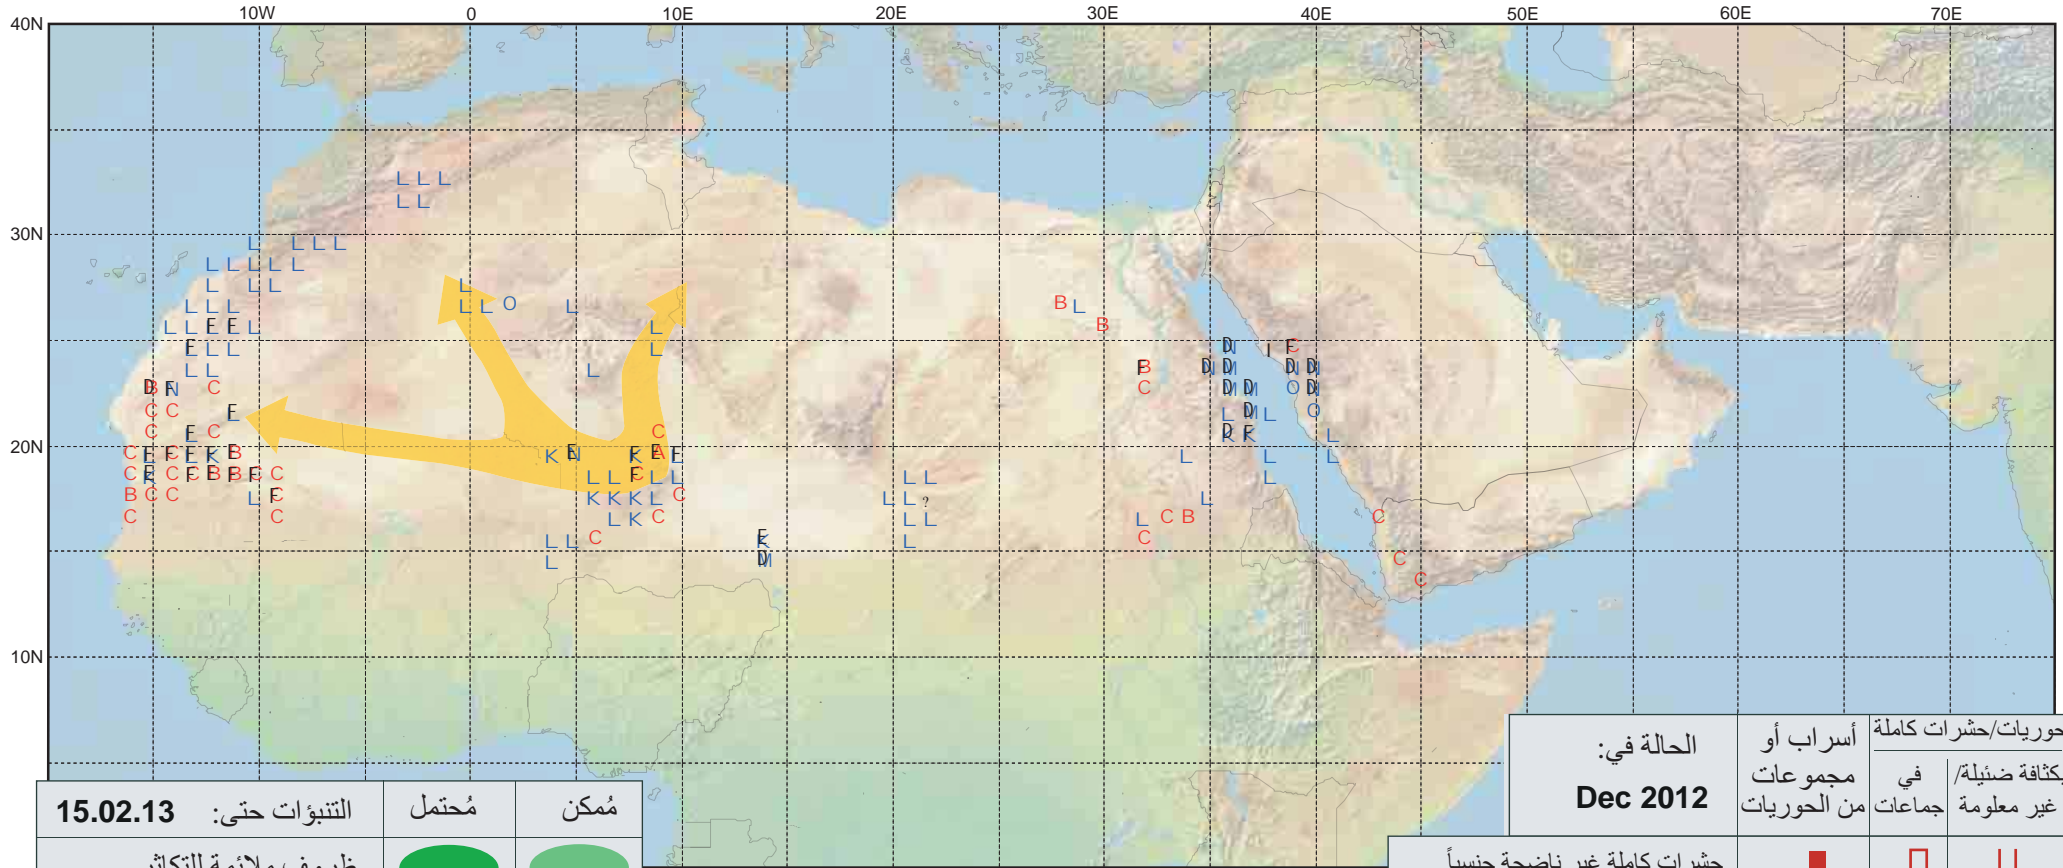 10W 0 10E 20E 30E 40E 50E 60E 70E
40N
L L L
L L
30N
L L L L
L L L L L
L L L L
L L L L L O L B L
L L F F L L B
F L L L D N I F C
L L L F B D N D M D N D N
D B F N C C D M D M O D N
C C F L D M L O
C F C C D K F K L
20N
C F L F C F L F K F B K F N F K F A F L L L
C F K C F C F B F B F C C L L F C L L L L L
B C C L F C K K K L C L L ? L
C C L K C L L L C B C
L L C F K L C
L D M C
C
10N
التنبؤات حتى: 15.02.13
مُحتمل
مُمكن
ظروف ملائمة للتكاثر
الحالة في:
Dec 2012
أسراب أو
مجموعات
من الحوريات
حوريات/حشرات كاملة
في
جماعات
بكثافة ضئيلة/
غير معلومة
حشرات كاملة غير ناضجة جنسياً